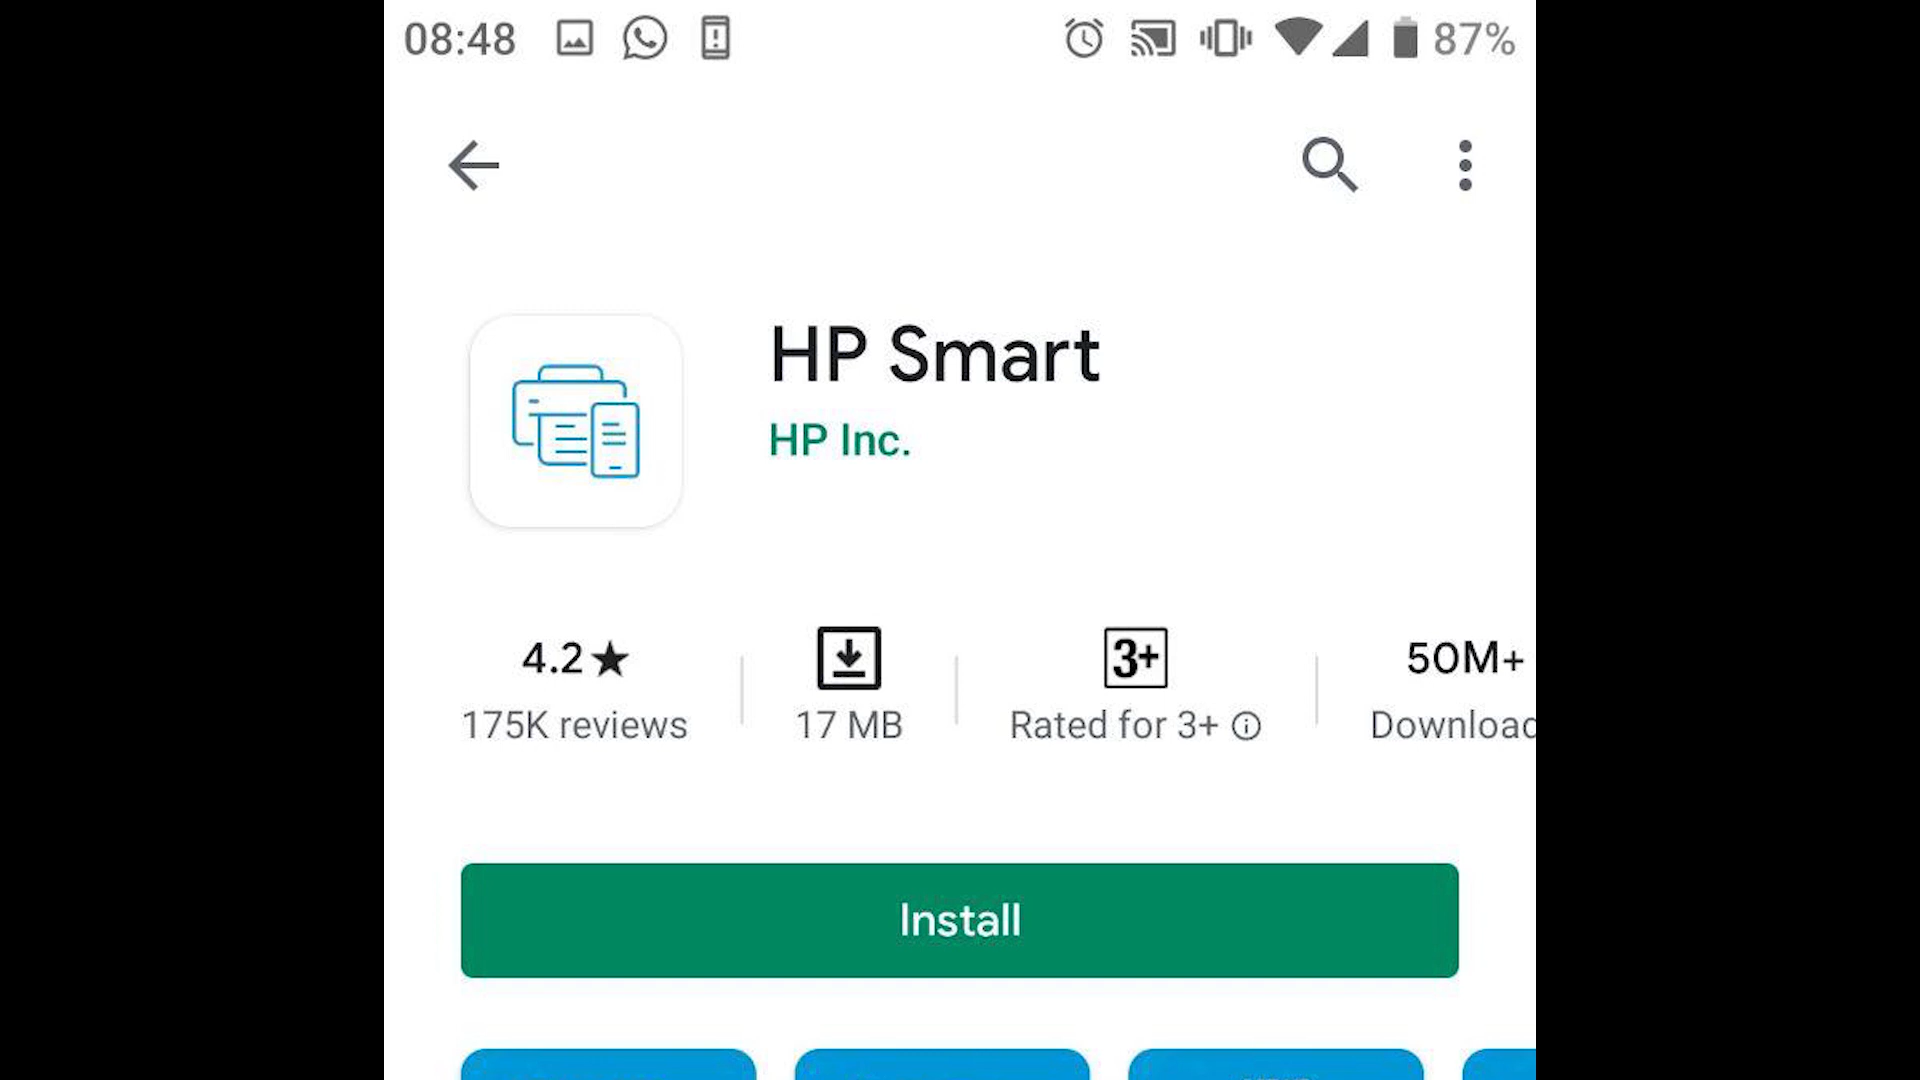 08:48 87%
HP Smart
HP Inc.
4.2★ 3+ 50M+
175K reviews 17 MB Rated for 3+ Downloac
Install